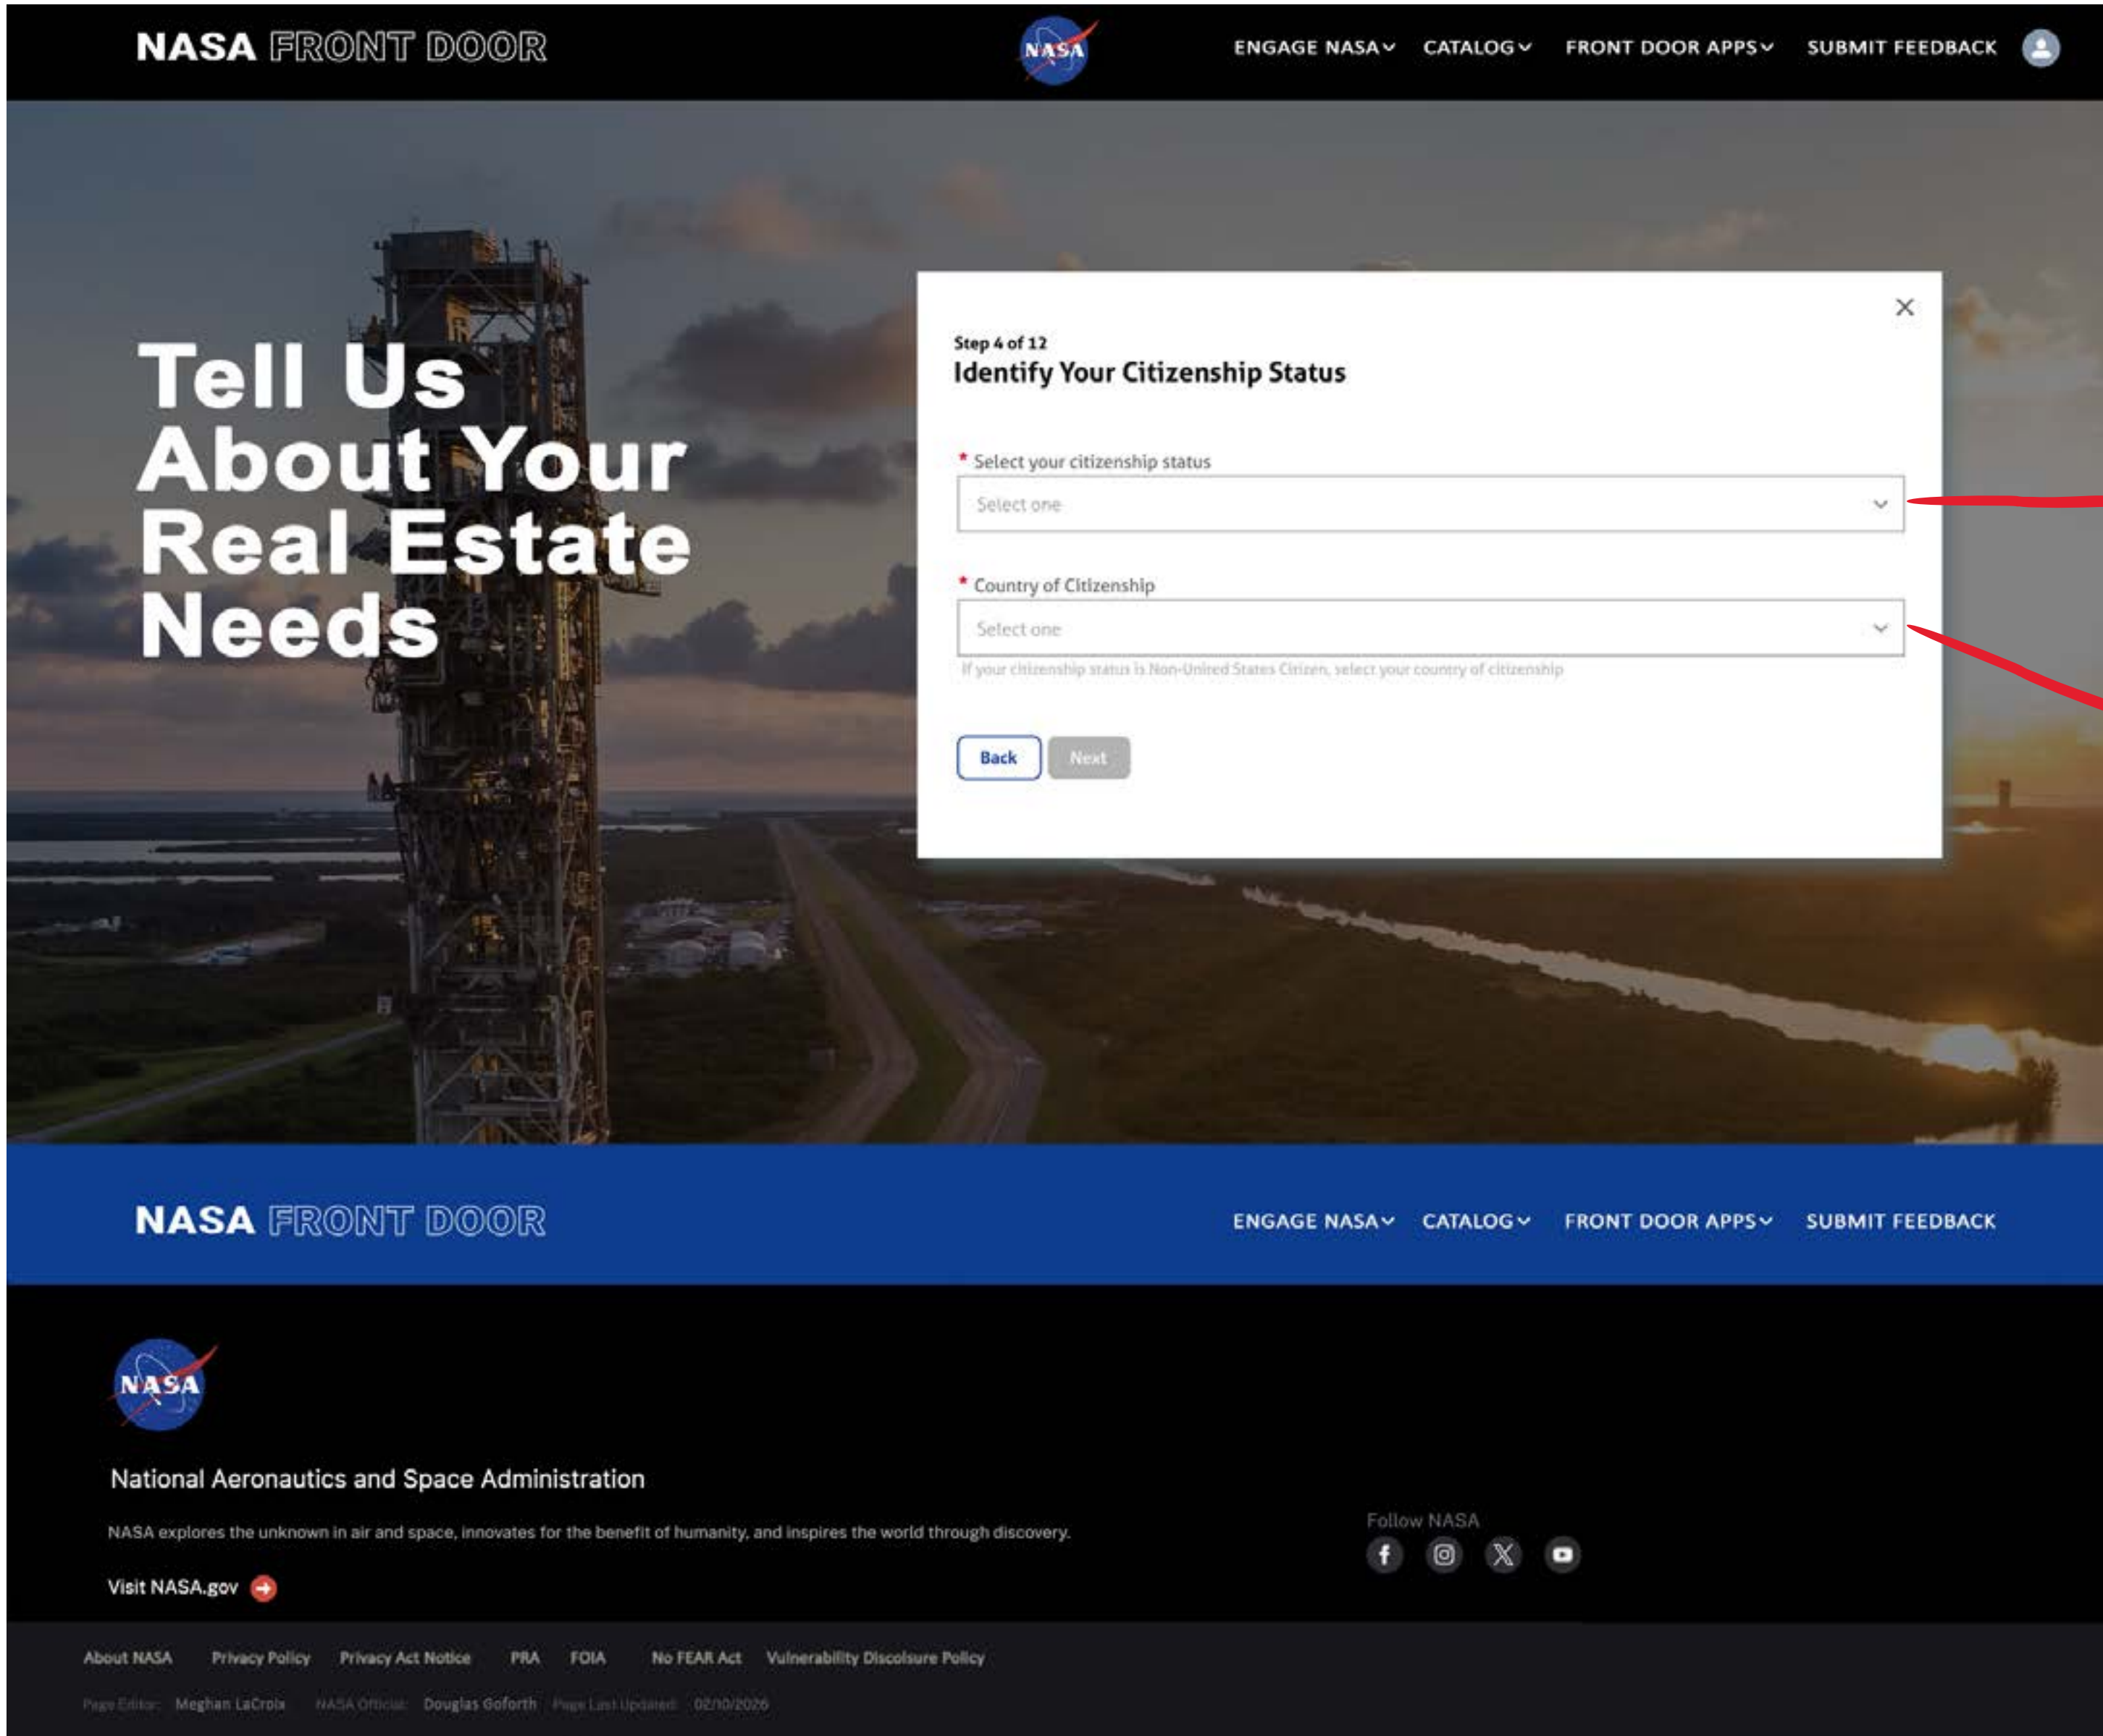 NASA FRONT DOOR
NASA
ENGAGE NASA CATALOG FRONT DOOR APPS SUBMIT FEEDBACK
Tell Us
About Your
Real Estate
Needs
Step 4 of 12
Identify Your Citizenship Status
* Select your citizenship status
Select one
* Country of Citizenship
Select one
If your citizenship status is Non-United States Citizen, select your country of citizenship
Back Next
NASA FRONT DOOR
ENGAGE NASA CATALOG FRONT DOOR APPS SUBMIT FEEDBACK
NASA
National Aeronautics and Space Administration
NASA explores the unknown in air and space, innovates for the benefit of humanity, and inspires the world through discovery.
Visit NASA.gov
Follow NASA
About NASA Privacy Policy Privacy Act Notice PRA FOIA No FEAR Act Vulnerability Discolsure Policy
Page Editor: Meghan LaCroix NASA Official: Douglas Goforth Page Last Updated: 02/10/2026